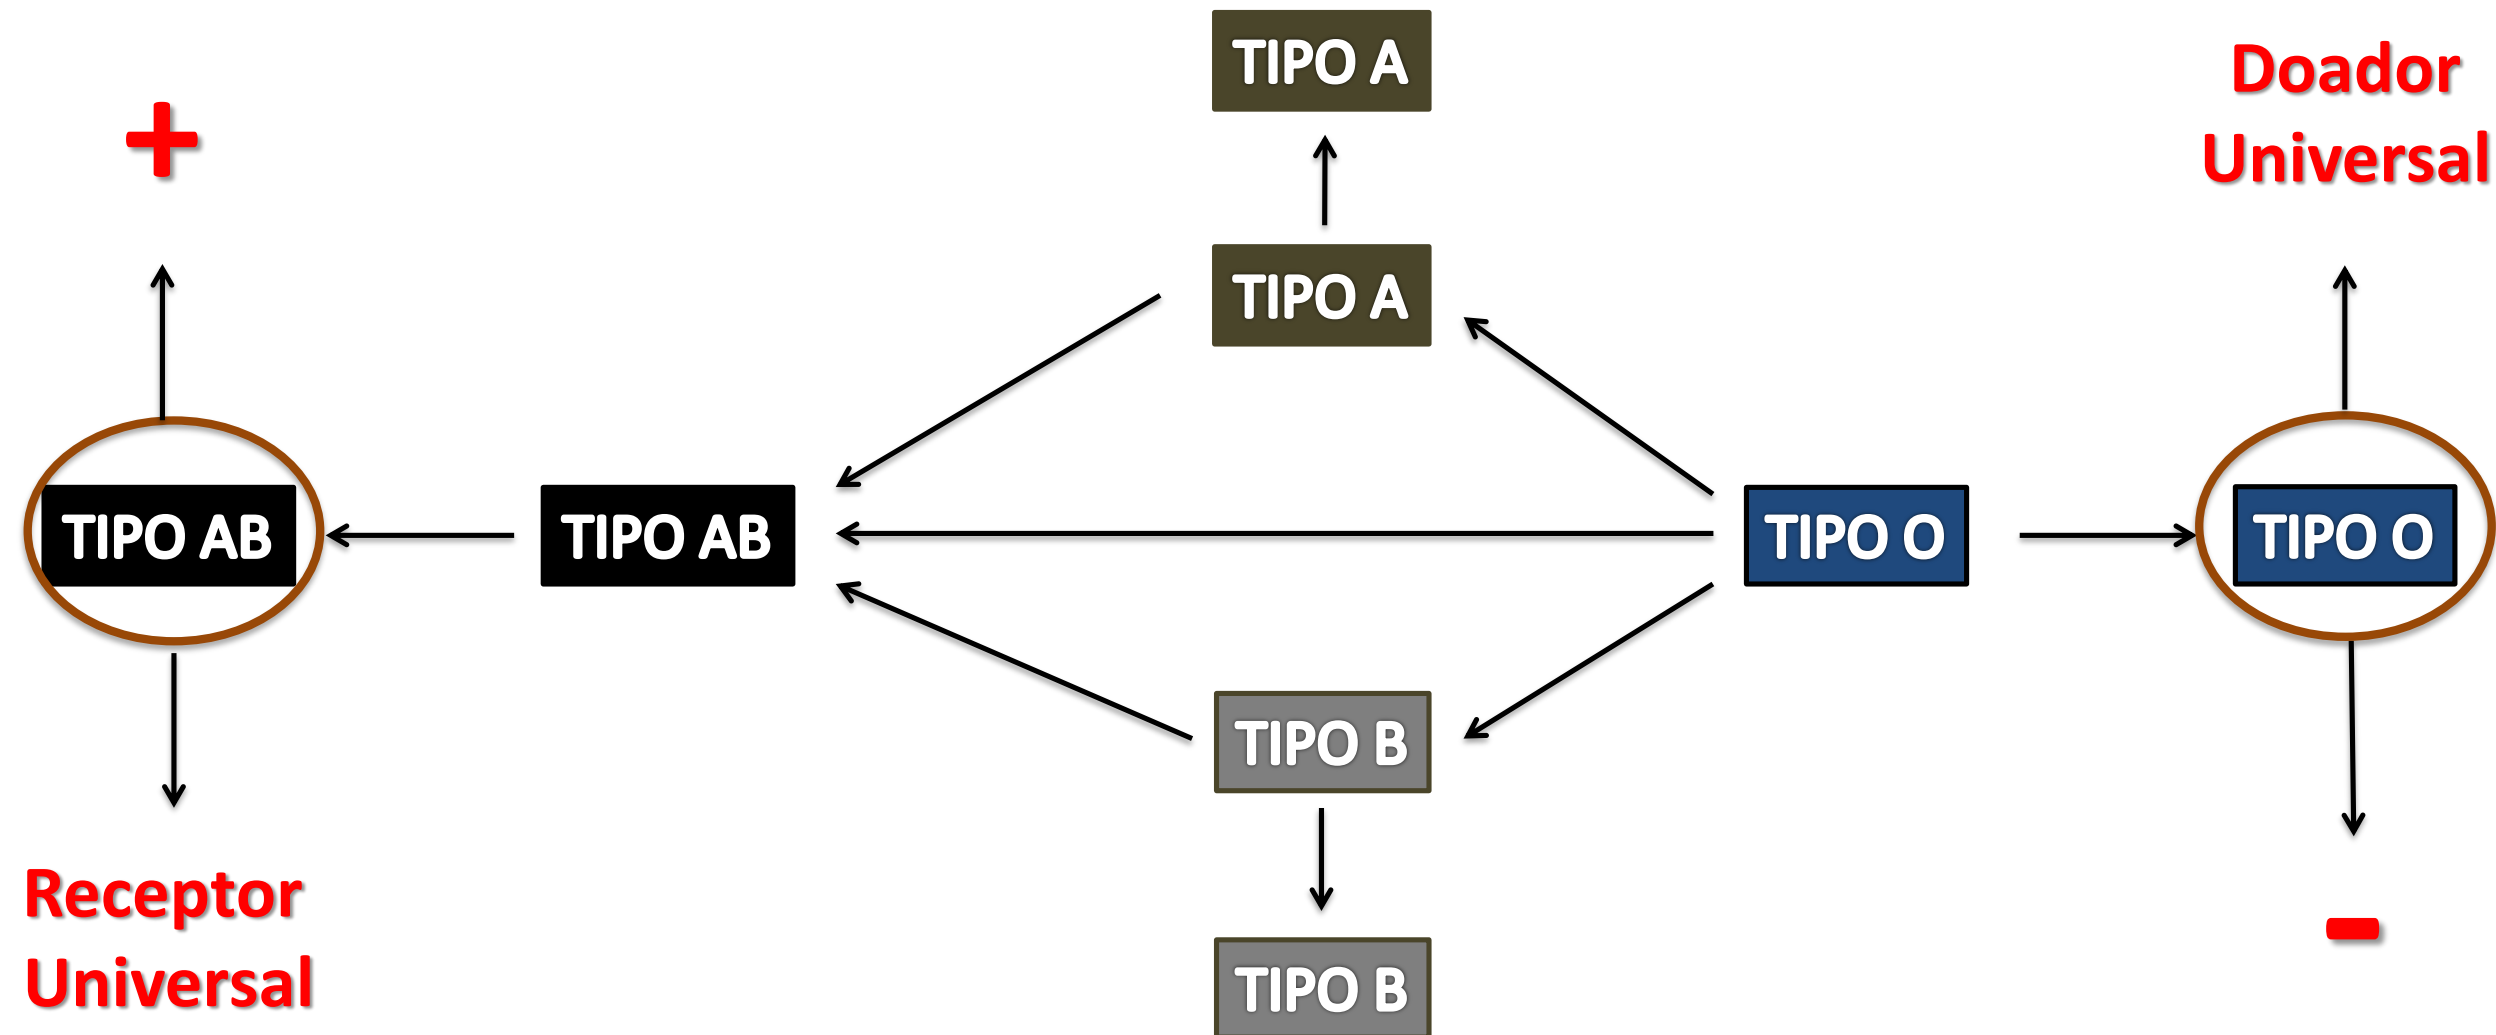 TIPO A
Doador
Universal
+
TIPO A
TIPO AB
TIPO AB
TIPO O
TIPO O
TIPO B
Receptor
Universal
-
TIPO B